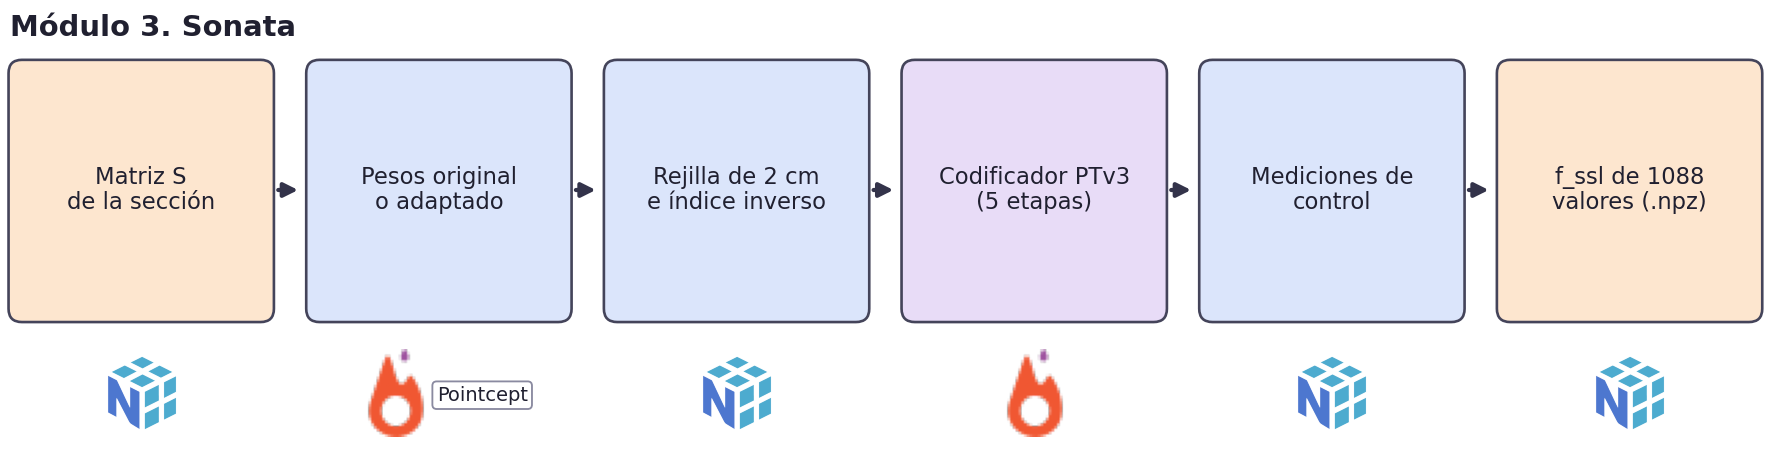 Módulo 3. Sonata
Matriz S
de la sección
Pesos original
o adaptado
Rejilla de 2 cm
e índice inverso
Codificador PTv3
(5 etapas)
Mediciones de
control
f_ssl de 1088
valores (.npz)
Pointcept